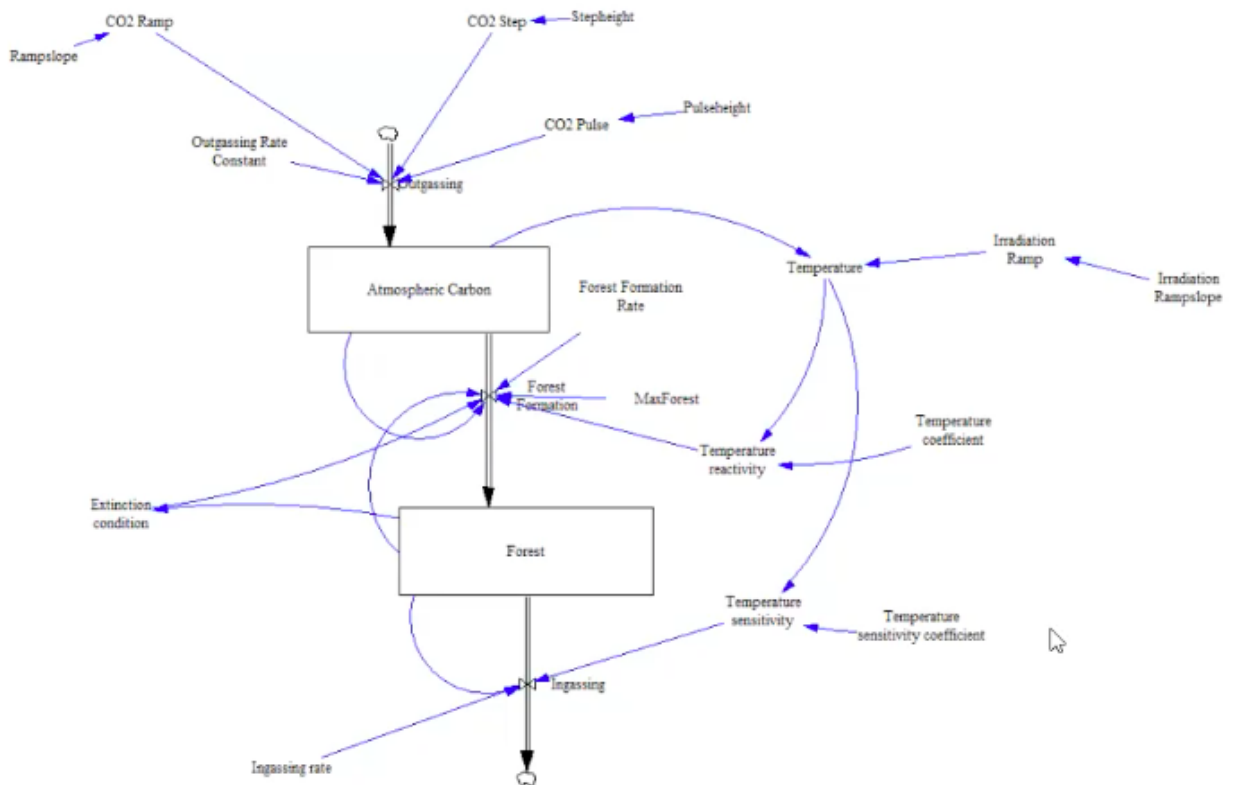 CO2 Ramp
CO2 Step
Stepheight
Rampslope
Pulseheight
CO2 Pulse
Outgassing Rate
Constant
Outgassing
Irradiation
Ramp
Temperature
Irradiation
Rampslope
Atmospheric Carbon
Forest Formation
Rate
Forest
Formation
MaxForest
Temperature
coefficient
Temperature
reactivity
Extinction
condition
Forest
Temperature
sensitivity
Temperature
sensitivity coefficient
Ingassing
Ingassing rate